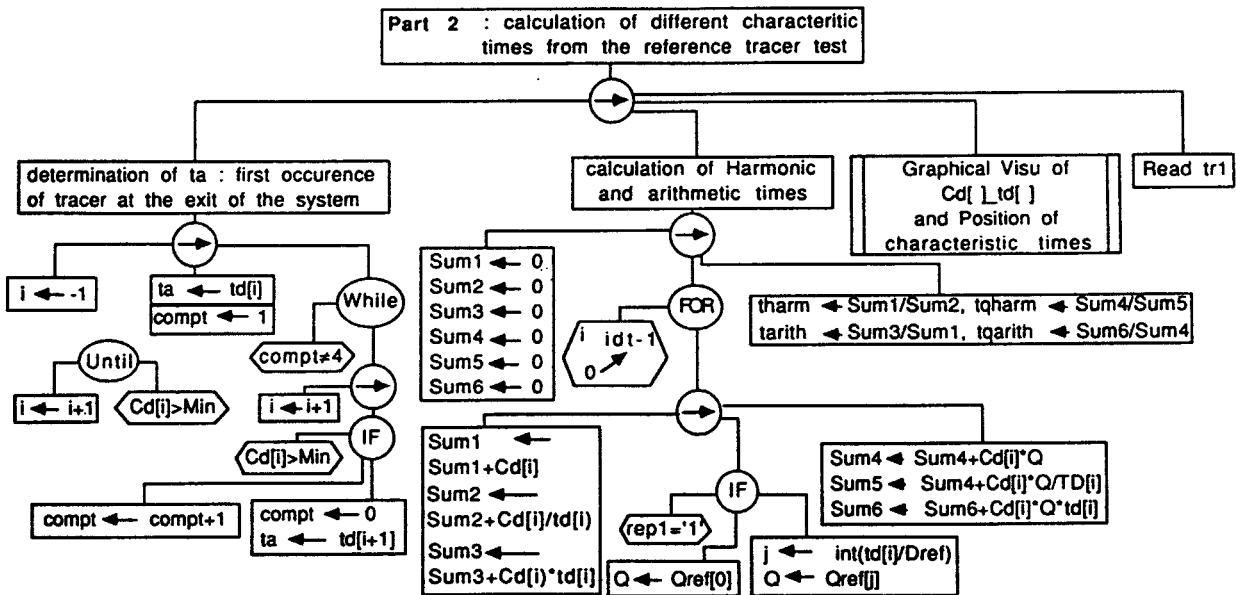 Part 2 : calculation of different characteritic
times from the reference tracer test
determination of ta : first occurence
of tracer at the exit of the system
calculation of Harmonic
and arithmetic times
Graphical Visu of
Cd[ ]_td[ ]
and Position of
characteristic times
Read tr1
i ← -1
ta ← td[i]
compt ← 1
While
compt≠4
Until
i ← i+1
Cd[i]>Min
i ← i+1
IF
Cd[i]>Min
compt ← compt+1
compt ← 0
ta ← td[i+1]
Sum1 ← 0
Sum2 ← 0
Sum3 ← 0
Sum4 ← 0
Sum5 ← 0
Sum6 ← 0
FOR
i idt-1
0
tharm ← Sum1/Sum2, tqharm ← Sum4/Sum5
tarith ← Sum3/Sum1, tqarith ← Sum6/Sum4
Sum1 ←
Sum1+Cd[i]
Sum2 ←
Sum2+Cd[i]/td[i)
Sum3 ←
Sum3+Cd[i)*td[i]
IF
rep1='1'
Q ← Qref[0]
j ← int(td[i]/Dref)
Q ← Qref[j]
Sum4 ← Sum4+Cd[i]*Q
Sum5 ← Sum4+Cd[i]*Q/TD[i]
Sum6 ← Sum6+Cd[i]*Q*td[i]